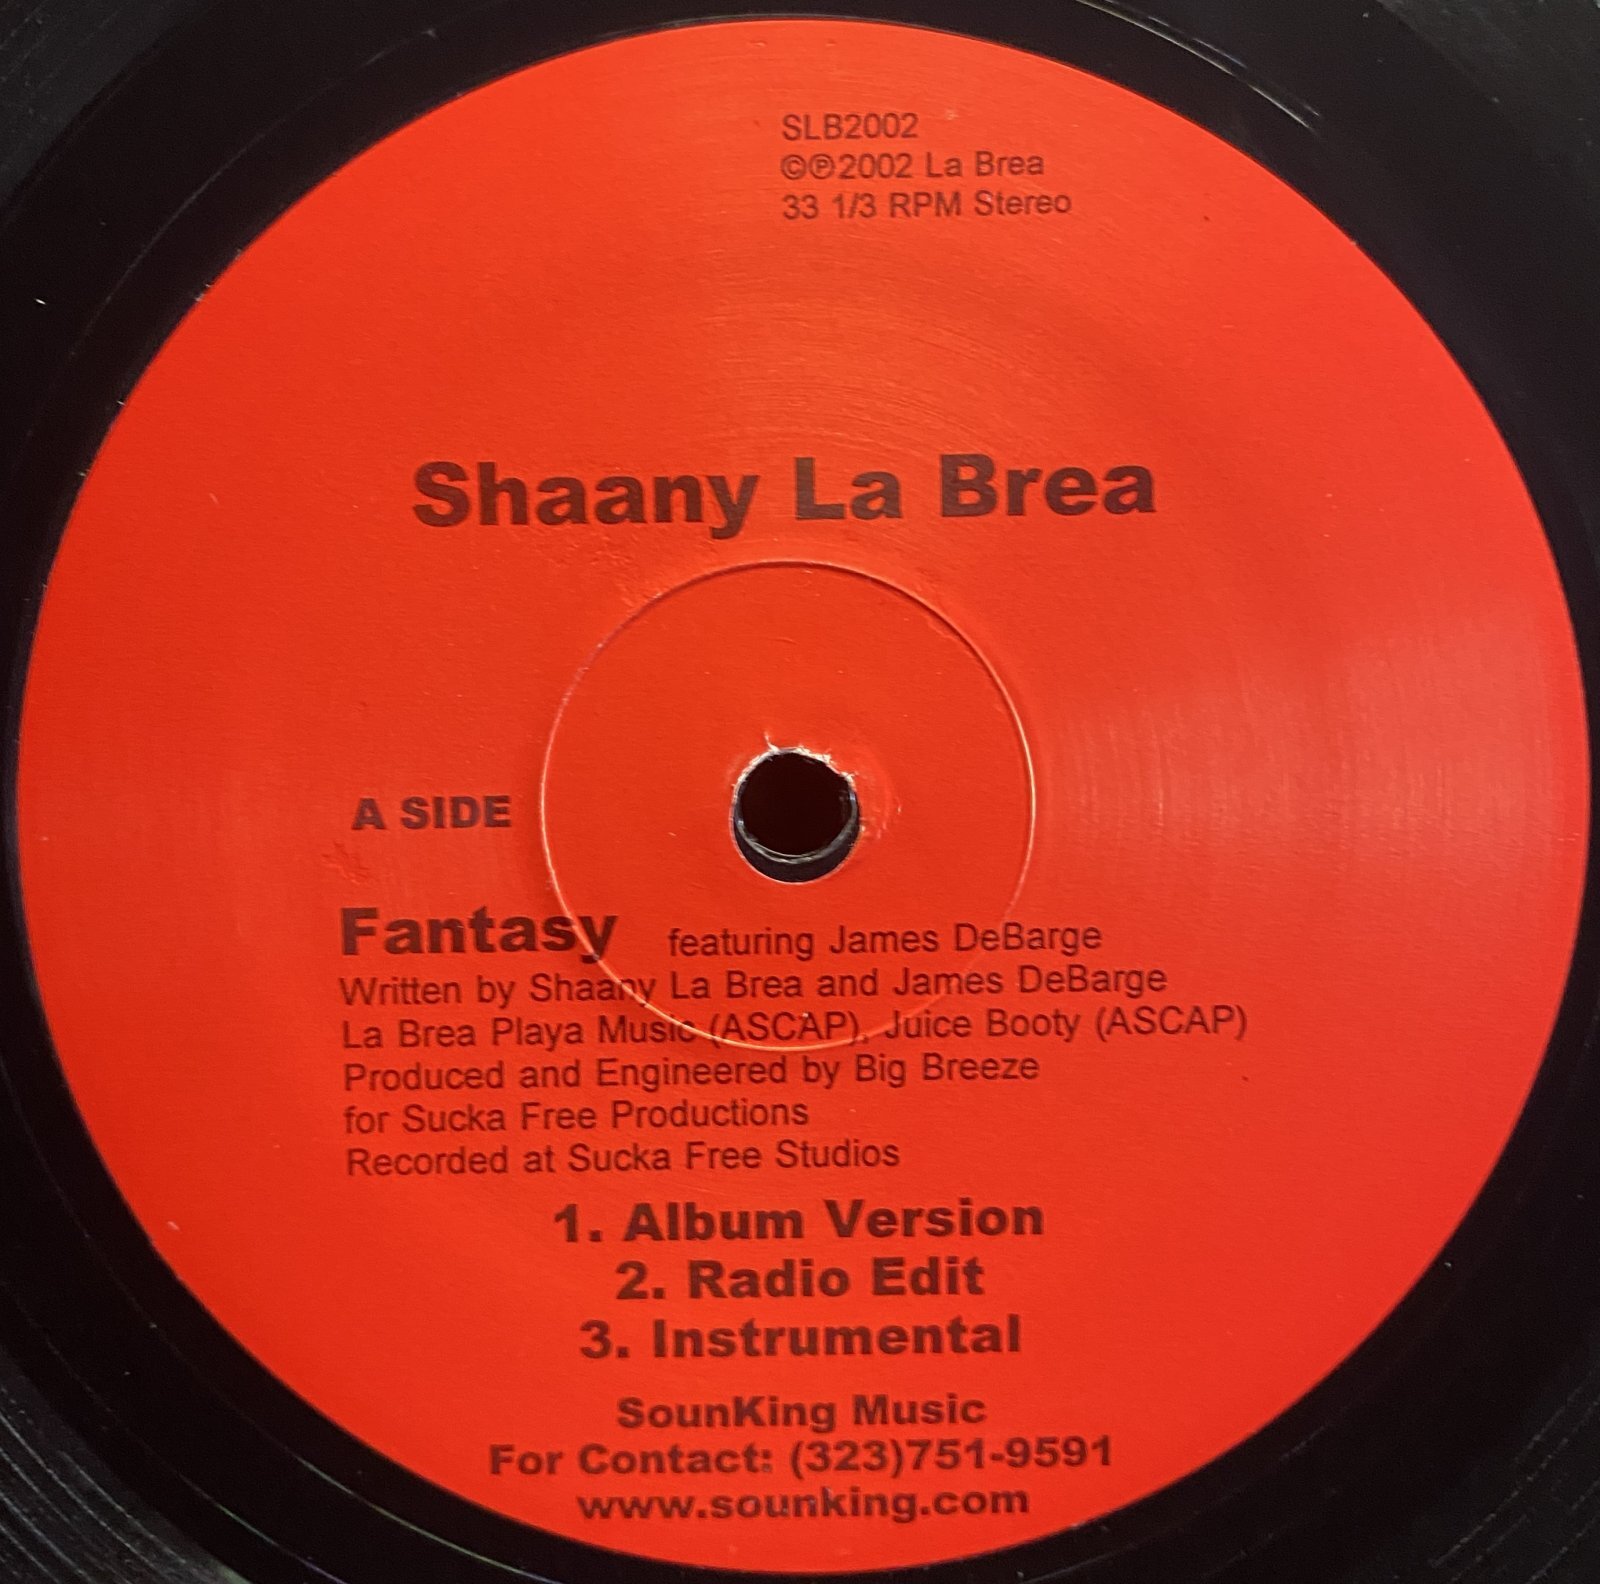 SLB2002
©℗2002 La Brea
33 1/3 RPM Stereo
Shaany La Brea
A SIDE
Fantasy featuring James DeBarge
Written by Shaany La Brea and James DeBarge
La Brea Playa Music (ASCAP), Juice Booty (ASCAP)
Produced and Engineered by Big Breeze
for Sucka Free Productions
Recorded at Sucka Free Studios
1. Album Version
2. Radio Edit
3. Instrumental
SounKing Music
For Contact: (323)751-9591
www.sounking.com